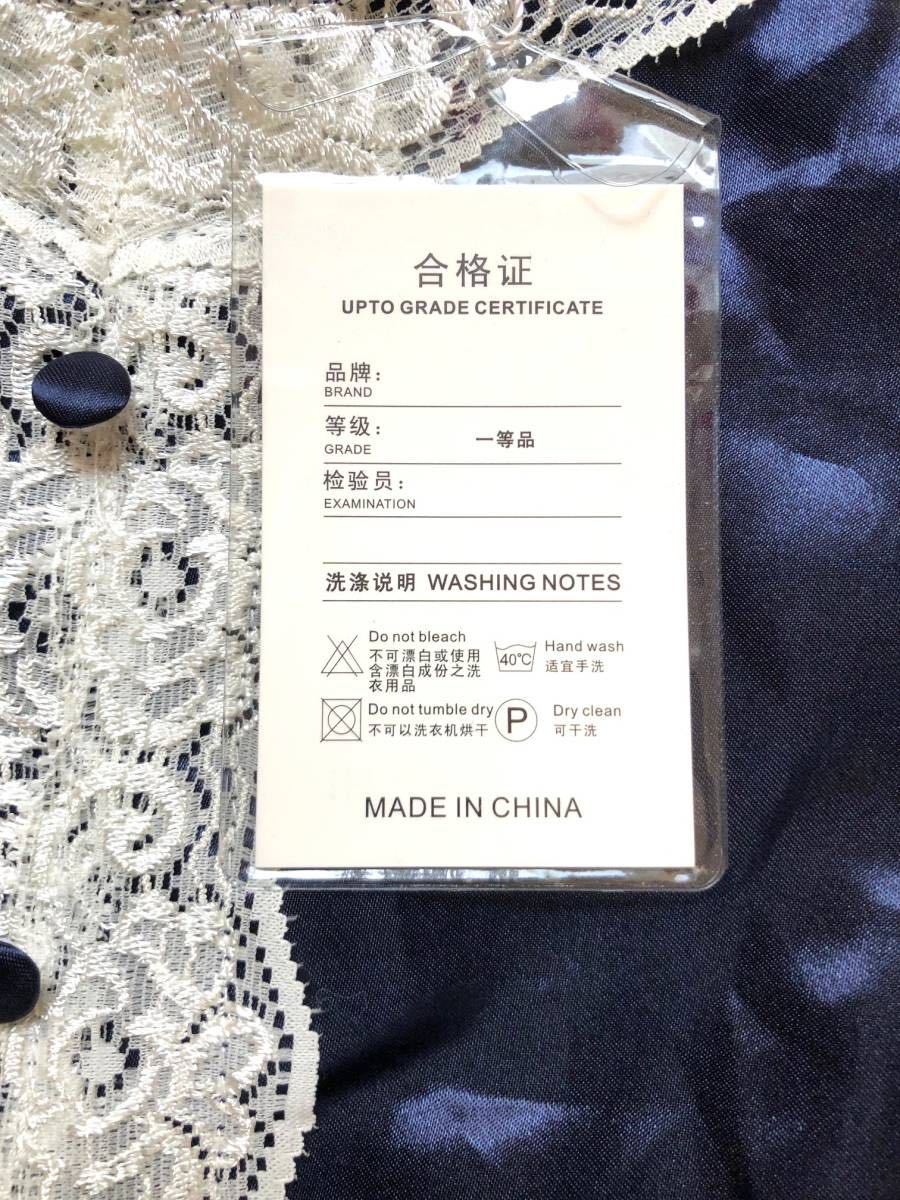 合格证
UPTO GRADE CERTIFICATE
品牌:
BRAND
等级: 一等品
GRADE
检验员:
EXAMINATION
洗涤说明 WASHING NOTES
Do not bleach
不可漂白或使用
含漂白成份之洗
衣用品
40℃ Hand wash
适宜手洗
Do not tumble dry
不可以洗衣机烘干
P Dry clean
可干洗
MADE IN CHINA